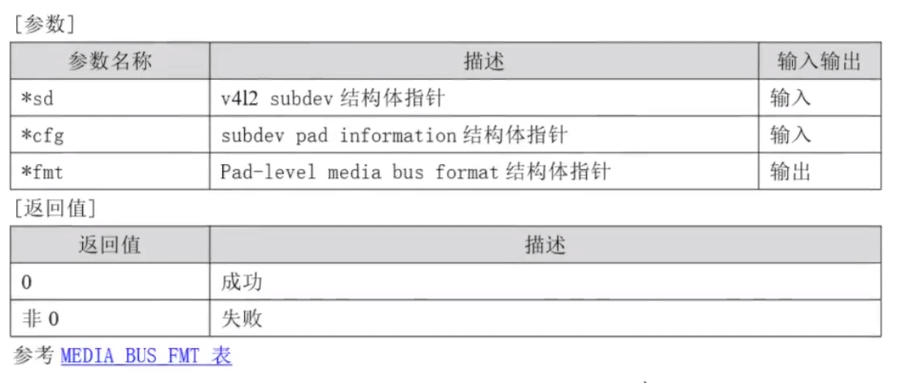 [参数]
参数名称 描述 输入输出
*sd v4l2 subdev 结构体指针 输入
*cfg subdev pad information 结构体指针 输入
*fmt Pad-level media bus format 结构体指针 输出
[返回值]
返回值 描述
0 成功
非 0 失败
参考 MEDIA_BUS_FMT 表